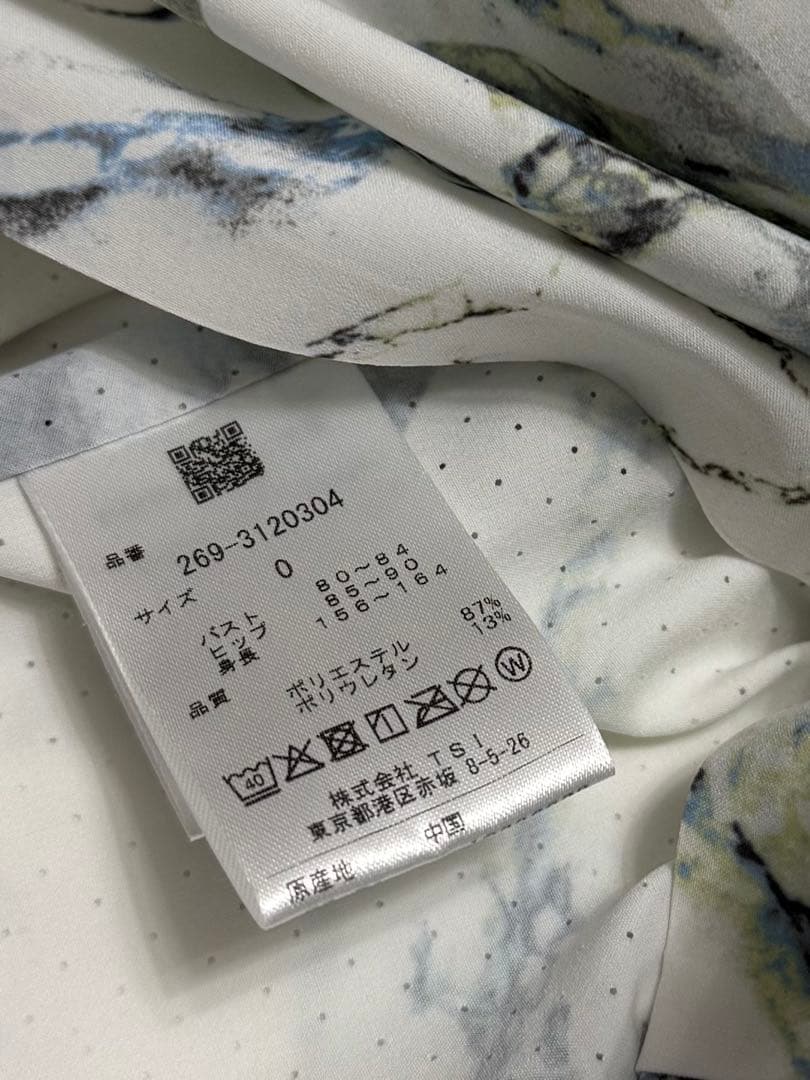 品番 269-3120304
サイズ 0
バスト 80〜84
ヒップ 85〜90
身長 156〜164
品質 ポリエステル 87%
ポリウレタン 13%
40 W
株式会社 TSI
東京都港区赤坂 8-5-26
原産地 中国